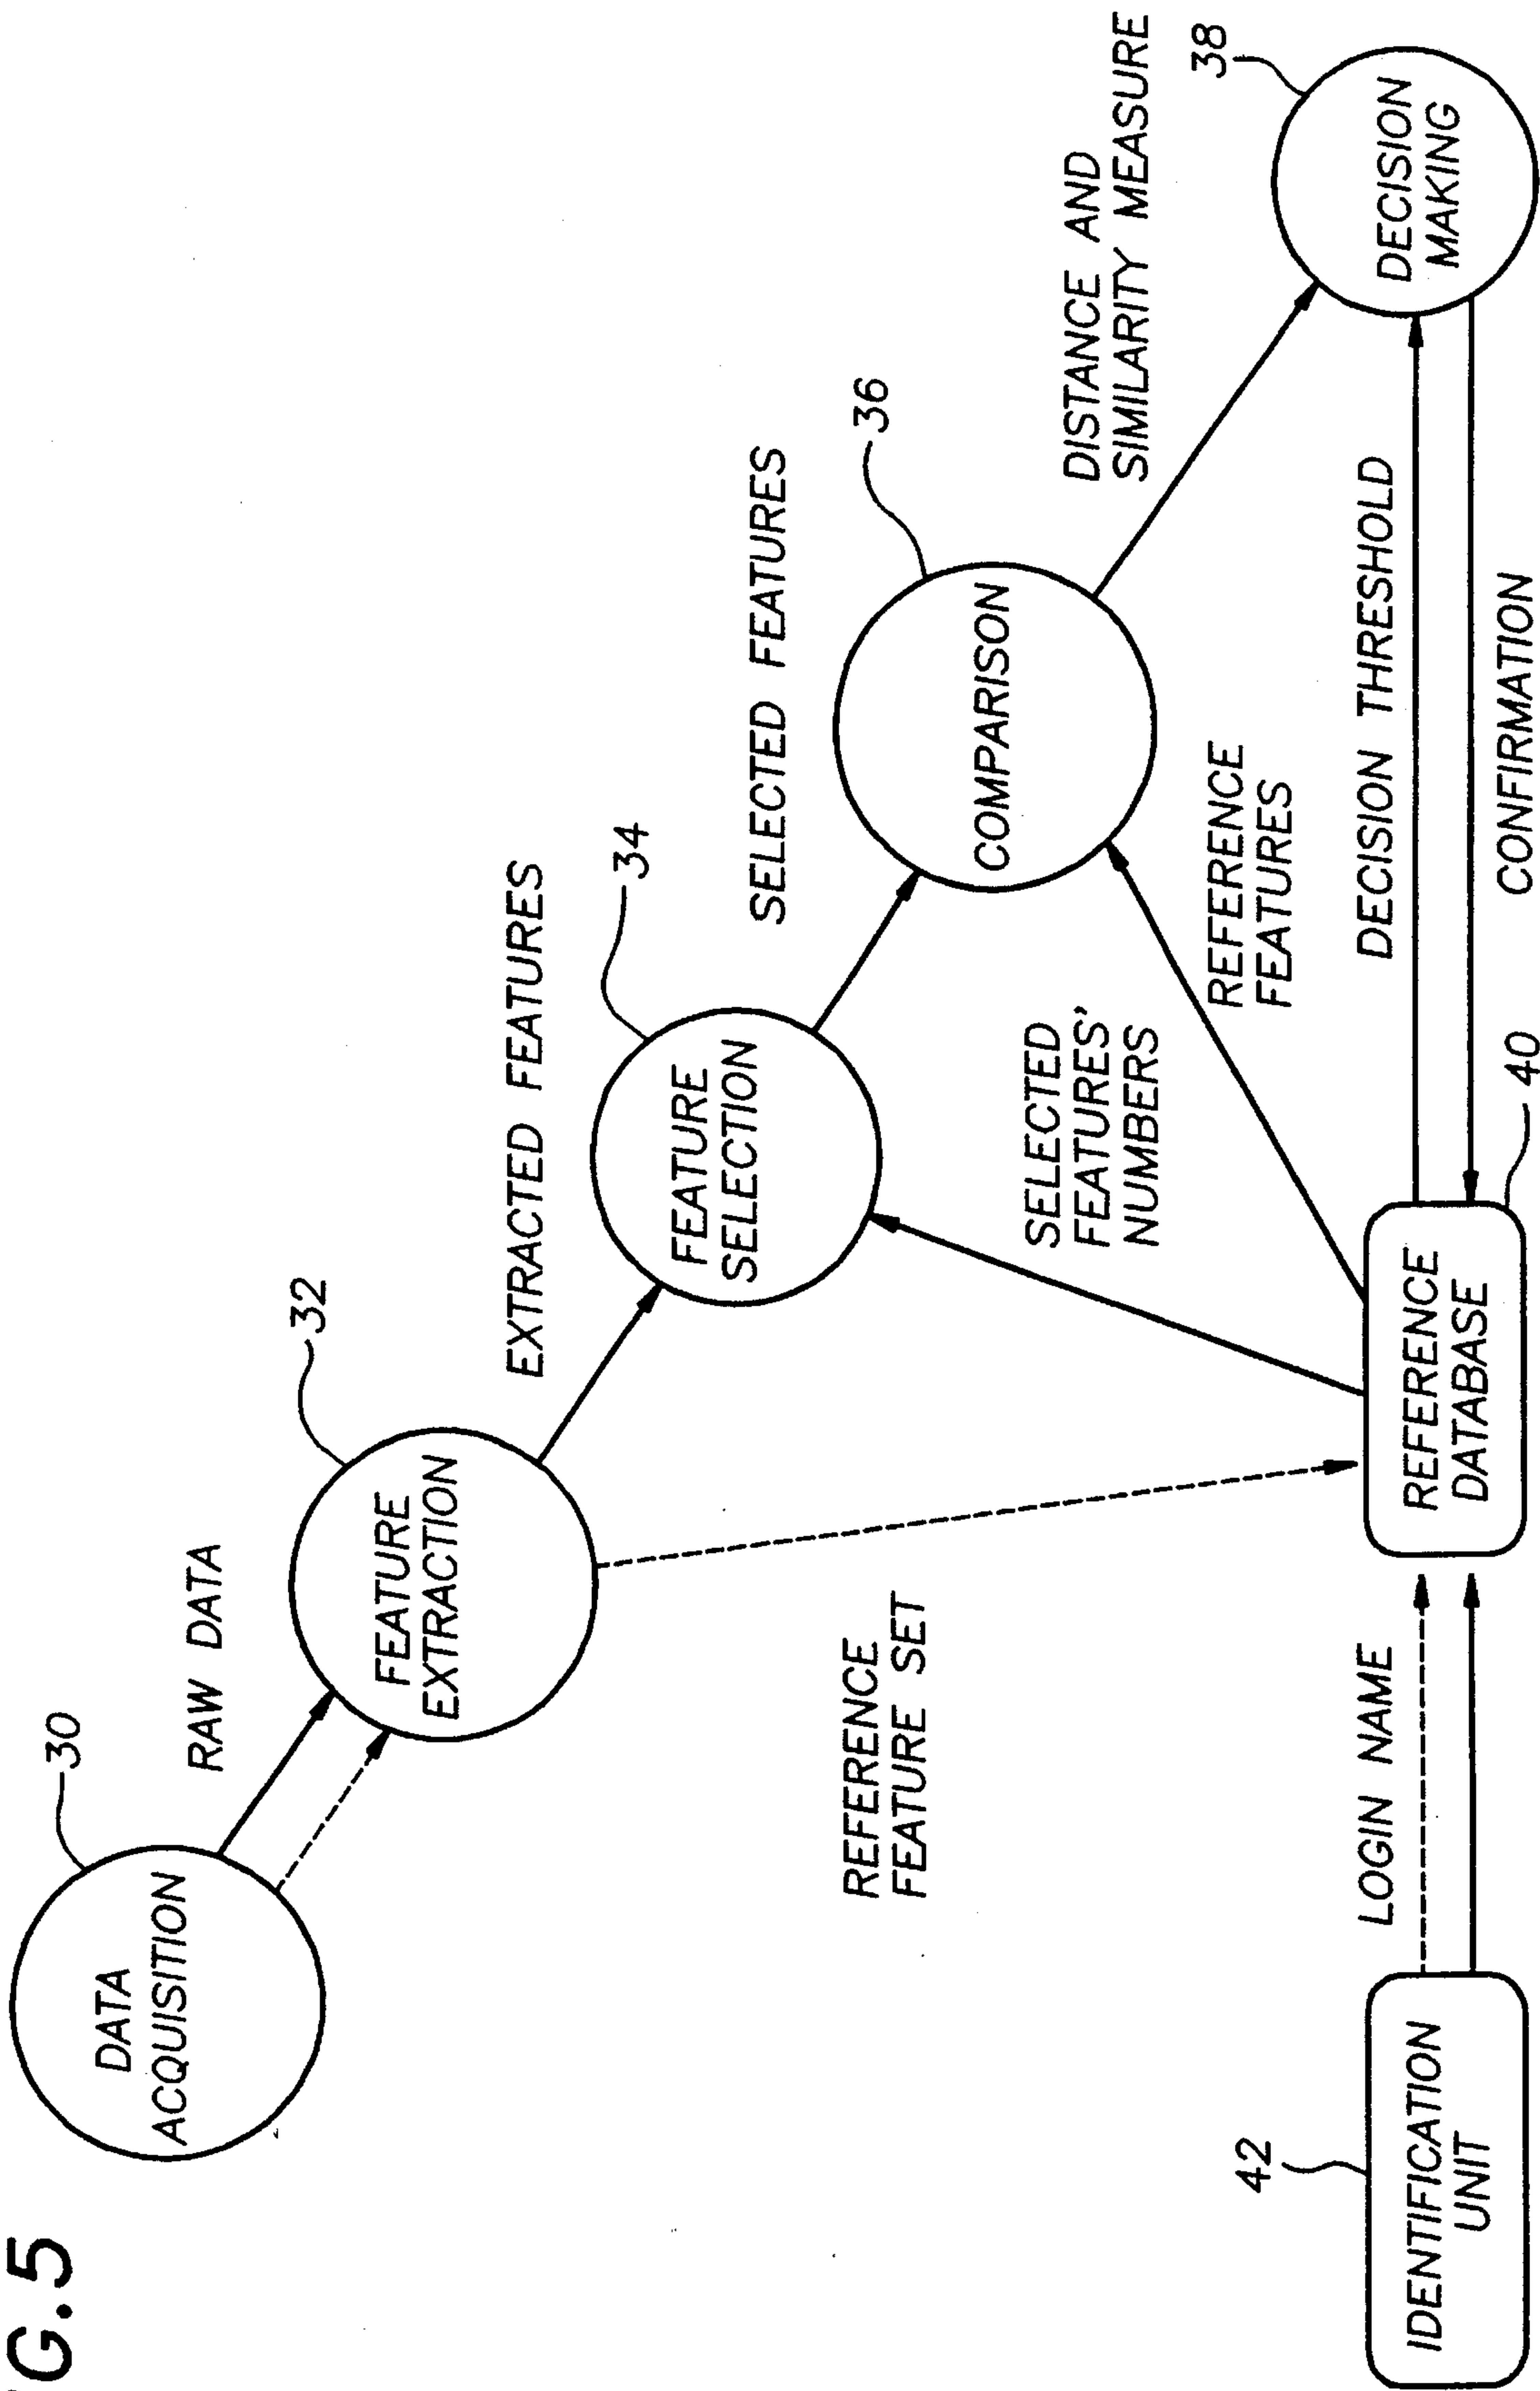 G.5
30
DATA
ACQUISITION
RAW DATA
32
FEATURE
EXTRACTION
EXTRACTED FEATURES
34
FEATURE
SELECTION
SELECTED FEATURES
36
COMPARISON
DISTANCE AND
SIMILARITY MEASURE
38
DECISION
MAKING
REFERENCE
FEATURE SET
SELECTED
FEATURES'
NUMBERS
REFERENCE
FEATURES
DECISION THRESHOLD
CONFIRMATION
42
IDENTIFICATION
UNIT
LOGIN NAME
REFERENCE
DATABASE
40